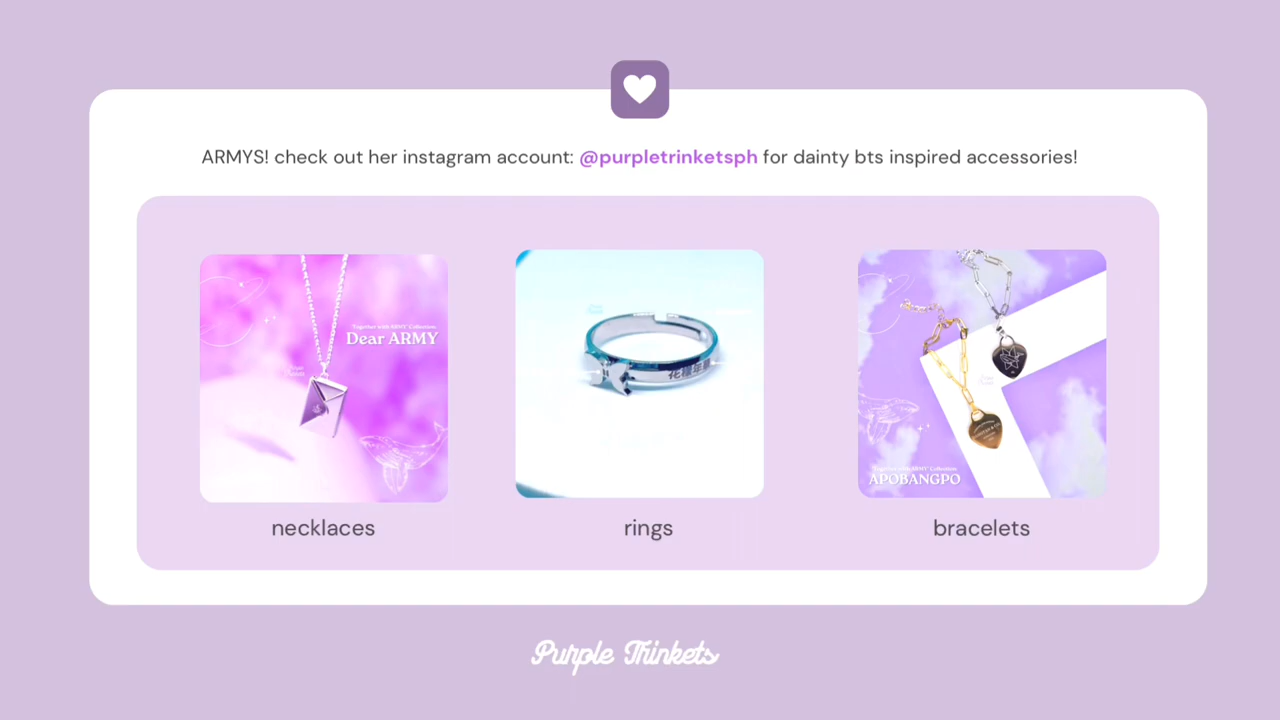 ARMYS! check out her instagram account: @purpletrinketsph for dainty bts inspired accessories!
"Together with ARMY" Collection
Dear ARMY
"Together with ARMY" Collection
APOBANGPO
necklaces
rings
bracelets
Purple Trinkets